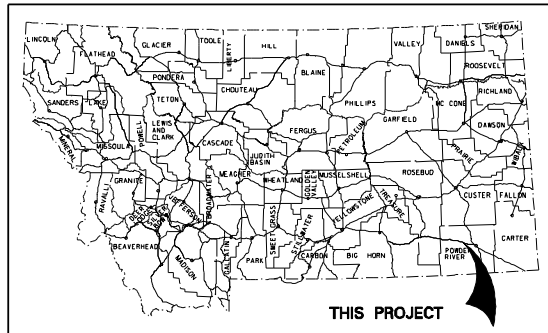 SHERIDAN
LINCOLN
GLACIER
TOOLE
LIBERTY
HILL
VALLEY
DANIELS
FLATHEAD
BLAINE
ROOSEVELT
PONDERA
CHOUTEAU
PHILLIPS
RICHLAND
SANDERS
LAKE
TETON
MC CONE
LEWIS
AND
CLARK
FERGUS
PETROLEUM
GARFIELD
DAWSON
MINERAL
MISSOULA
POWELL
CASCADE
JUDITH
BASIN
PRAIRIE
WIBAUX
GRANITE
MEAGHER
WHEATLAND
GOLDEN
VALLEY
MUSSELSHELL
ROSEBUD
RAVALLI
DEER
LODGE
SILVER
BOW
JEFFERSON
BROADWATER
TREASURE
CUSTER
FALLON
YELLOWSTONE
SWEET GRASS
STILLWATER
BEAVERHEAD
MADISON
GALLATIN
PARK
CARBON
BIG HORN
POWDER
RIVER
CARTER
THIS PROJECT